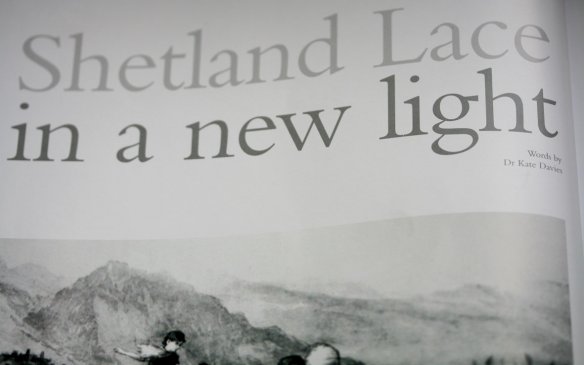 Shetland Lace
in a new light
Words by
Dr Kate Davies